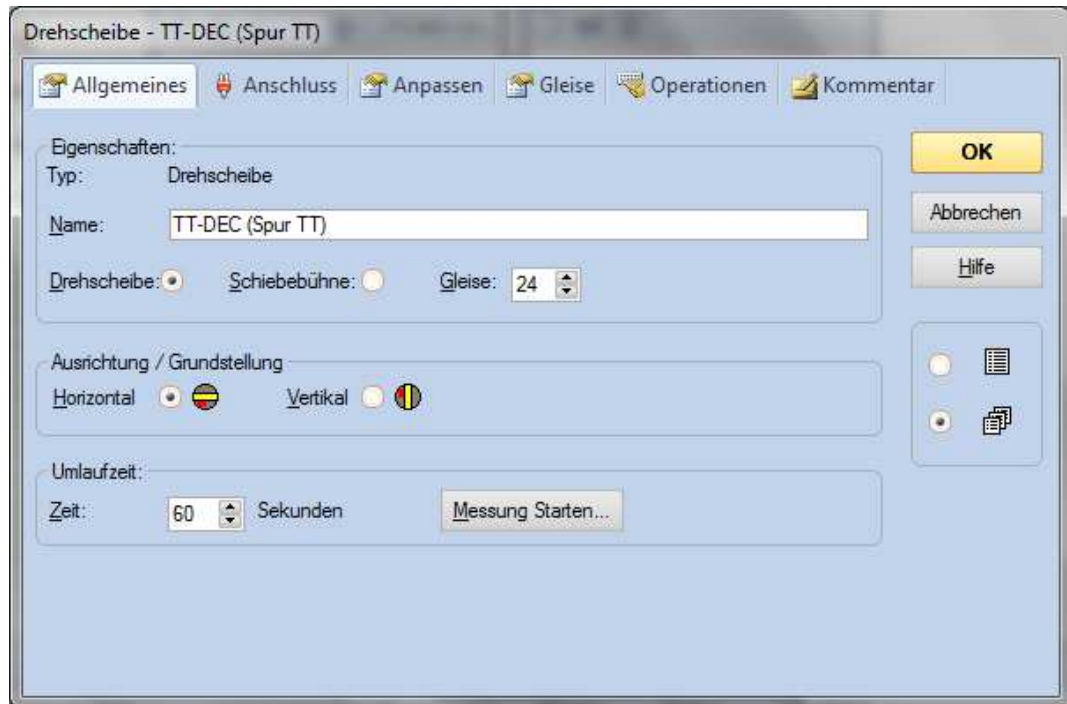 Drehscheibe - TT-DEC (Spur TT)
Allgemeines Anschluss Anpassen Gleise Operationen Kommentar
Eigenschaften:
Typ: Drehscheibe
Name: TT-DEC (Spur TT)
Drehscheibe: Schiebebühne: Gleise: 24
Ausrichtung / Grundstellung
Horizontal Vertikal
Umlaufzeit:
Zeit: 60 Sekunden Messung Starten...
OK
Abbrechen
Hilfe